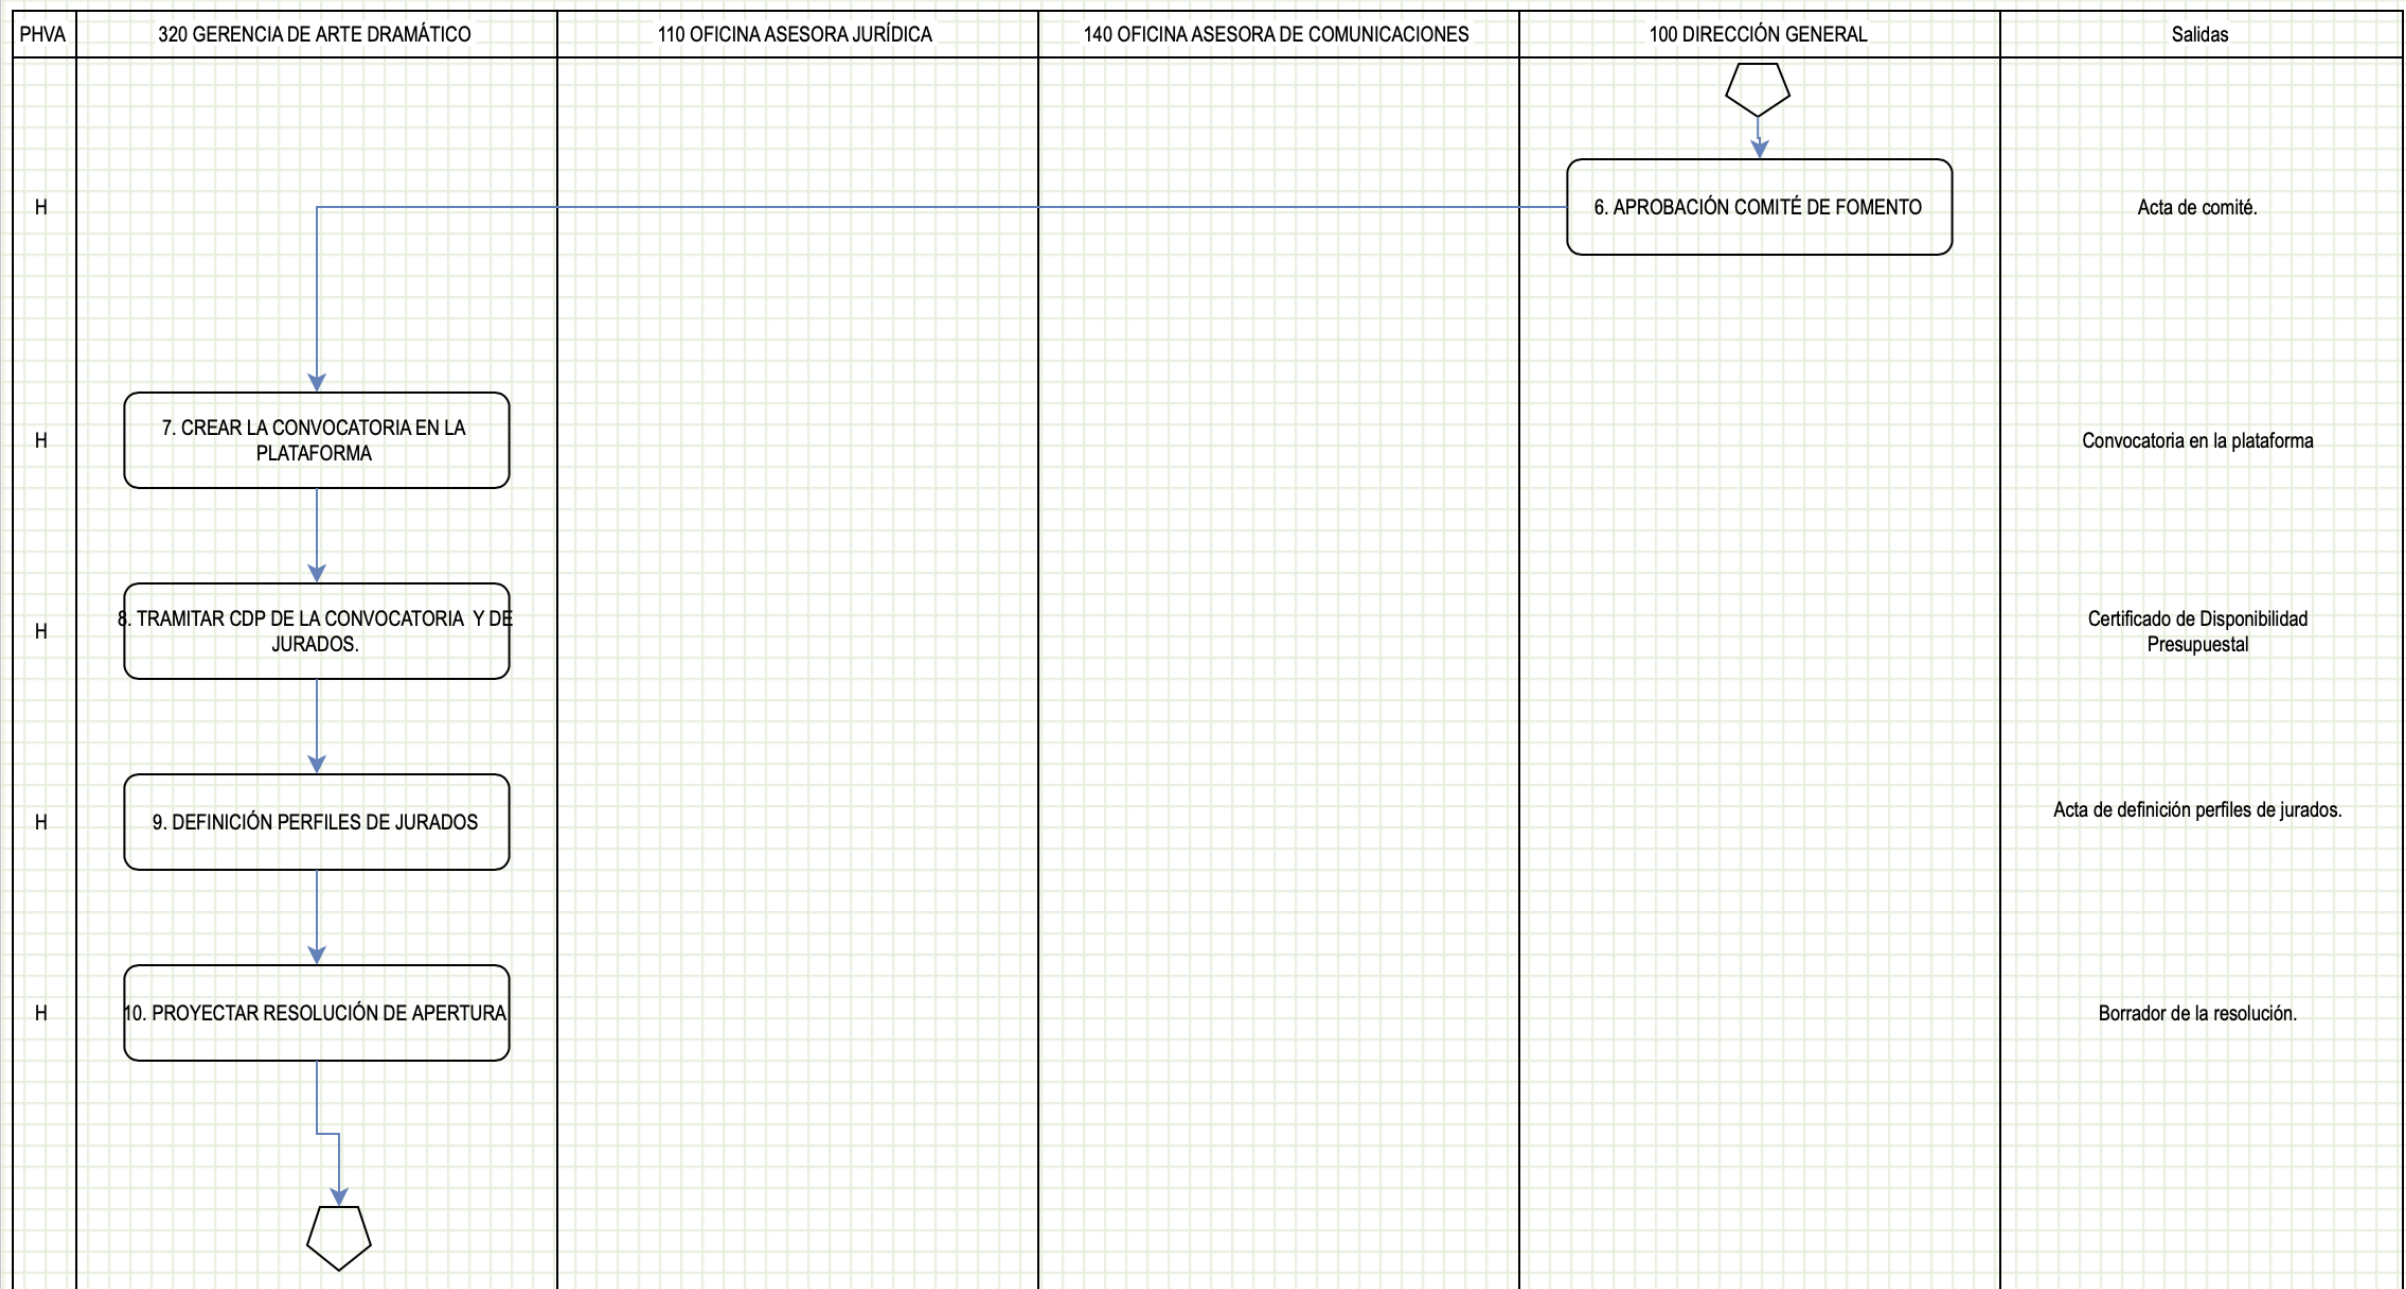 PHVA
320 GERENCIA DE ARTE DRAMÁTICO
110 OFICINA ASESORA JURÍDICA
140 OFICINA ASESORA DE COMUNICACIONES
100 DIRECCIÓN GENERAL
Salidas
H
6. APROBACIÓN COMITÉ DE FOMENTO
Acta de comité.
H
7. CREAR LA CONVOCATORIA EN LA
PLATAFORMA
Convocatoria en la plataforma
H
8. TRAMITAR CDP DE LA CONVOCATORIA Y DE
JURADOS.
Certificado de Disponibilidad
Presupuestal
H
9. DEFINICIÓN PERFILES DE JURADOS
Acta de definición perfiles de jurados.
H
10. PROYECTAR RESOLUCIÓN DE APERTURA
Borrador de la resolución.